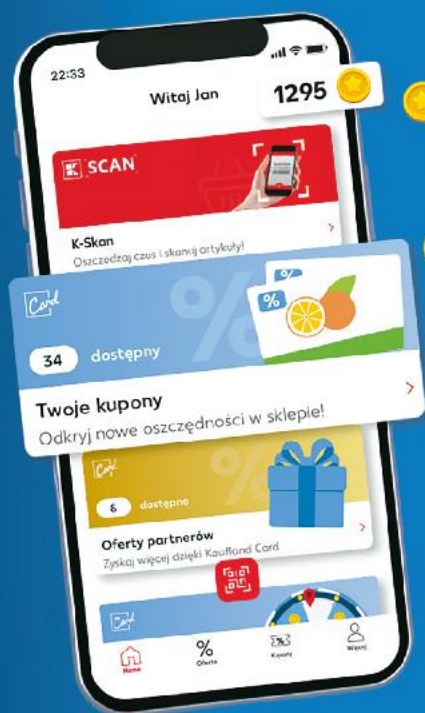 22:33
Witaj Jan
1295
K SCAN
K-Skan
Oszczędzaj czas i skanuj artykuły!
Card
%
%
34 dostępny
Twoje kupony
Odkryj nowe oszczędności w sklepie!
Card
%
6 dostępne
Oferty partnerów
Zyskaj więcej dzięki Kaufland Card
Card
Home
%
Oferta
%
Kupony
Więcej